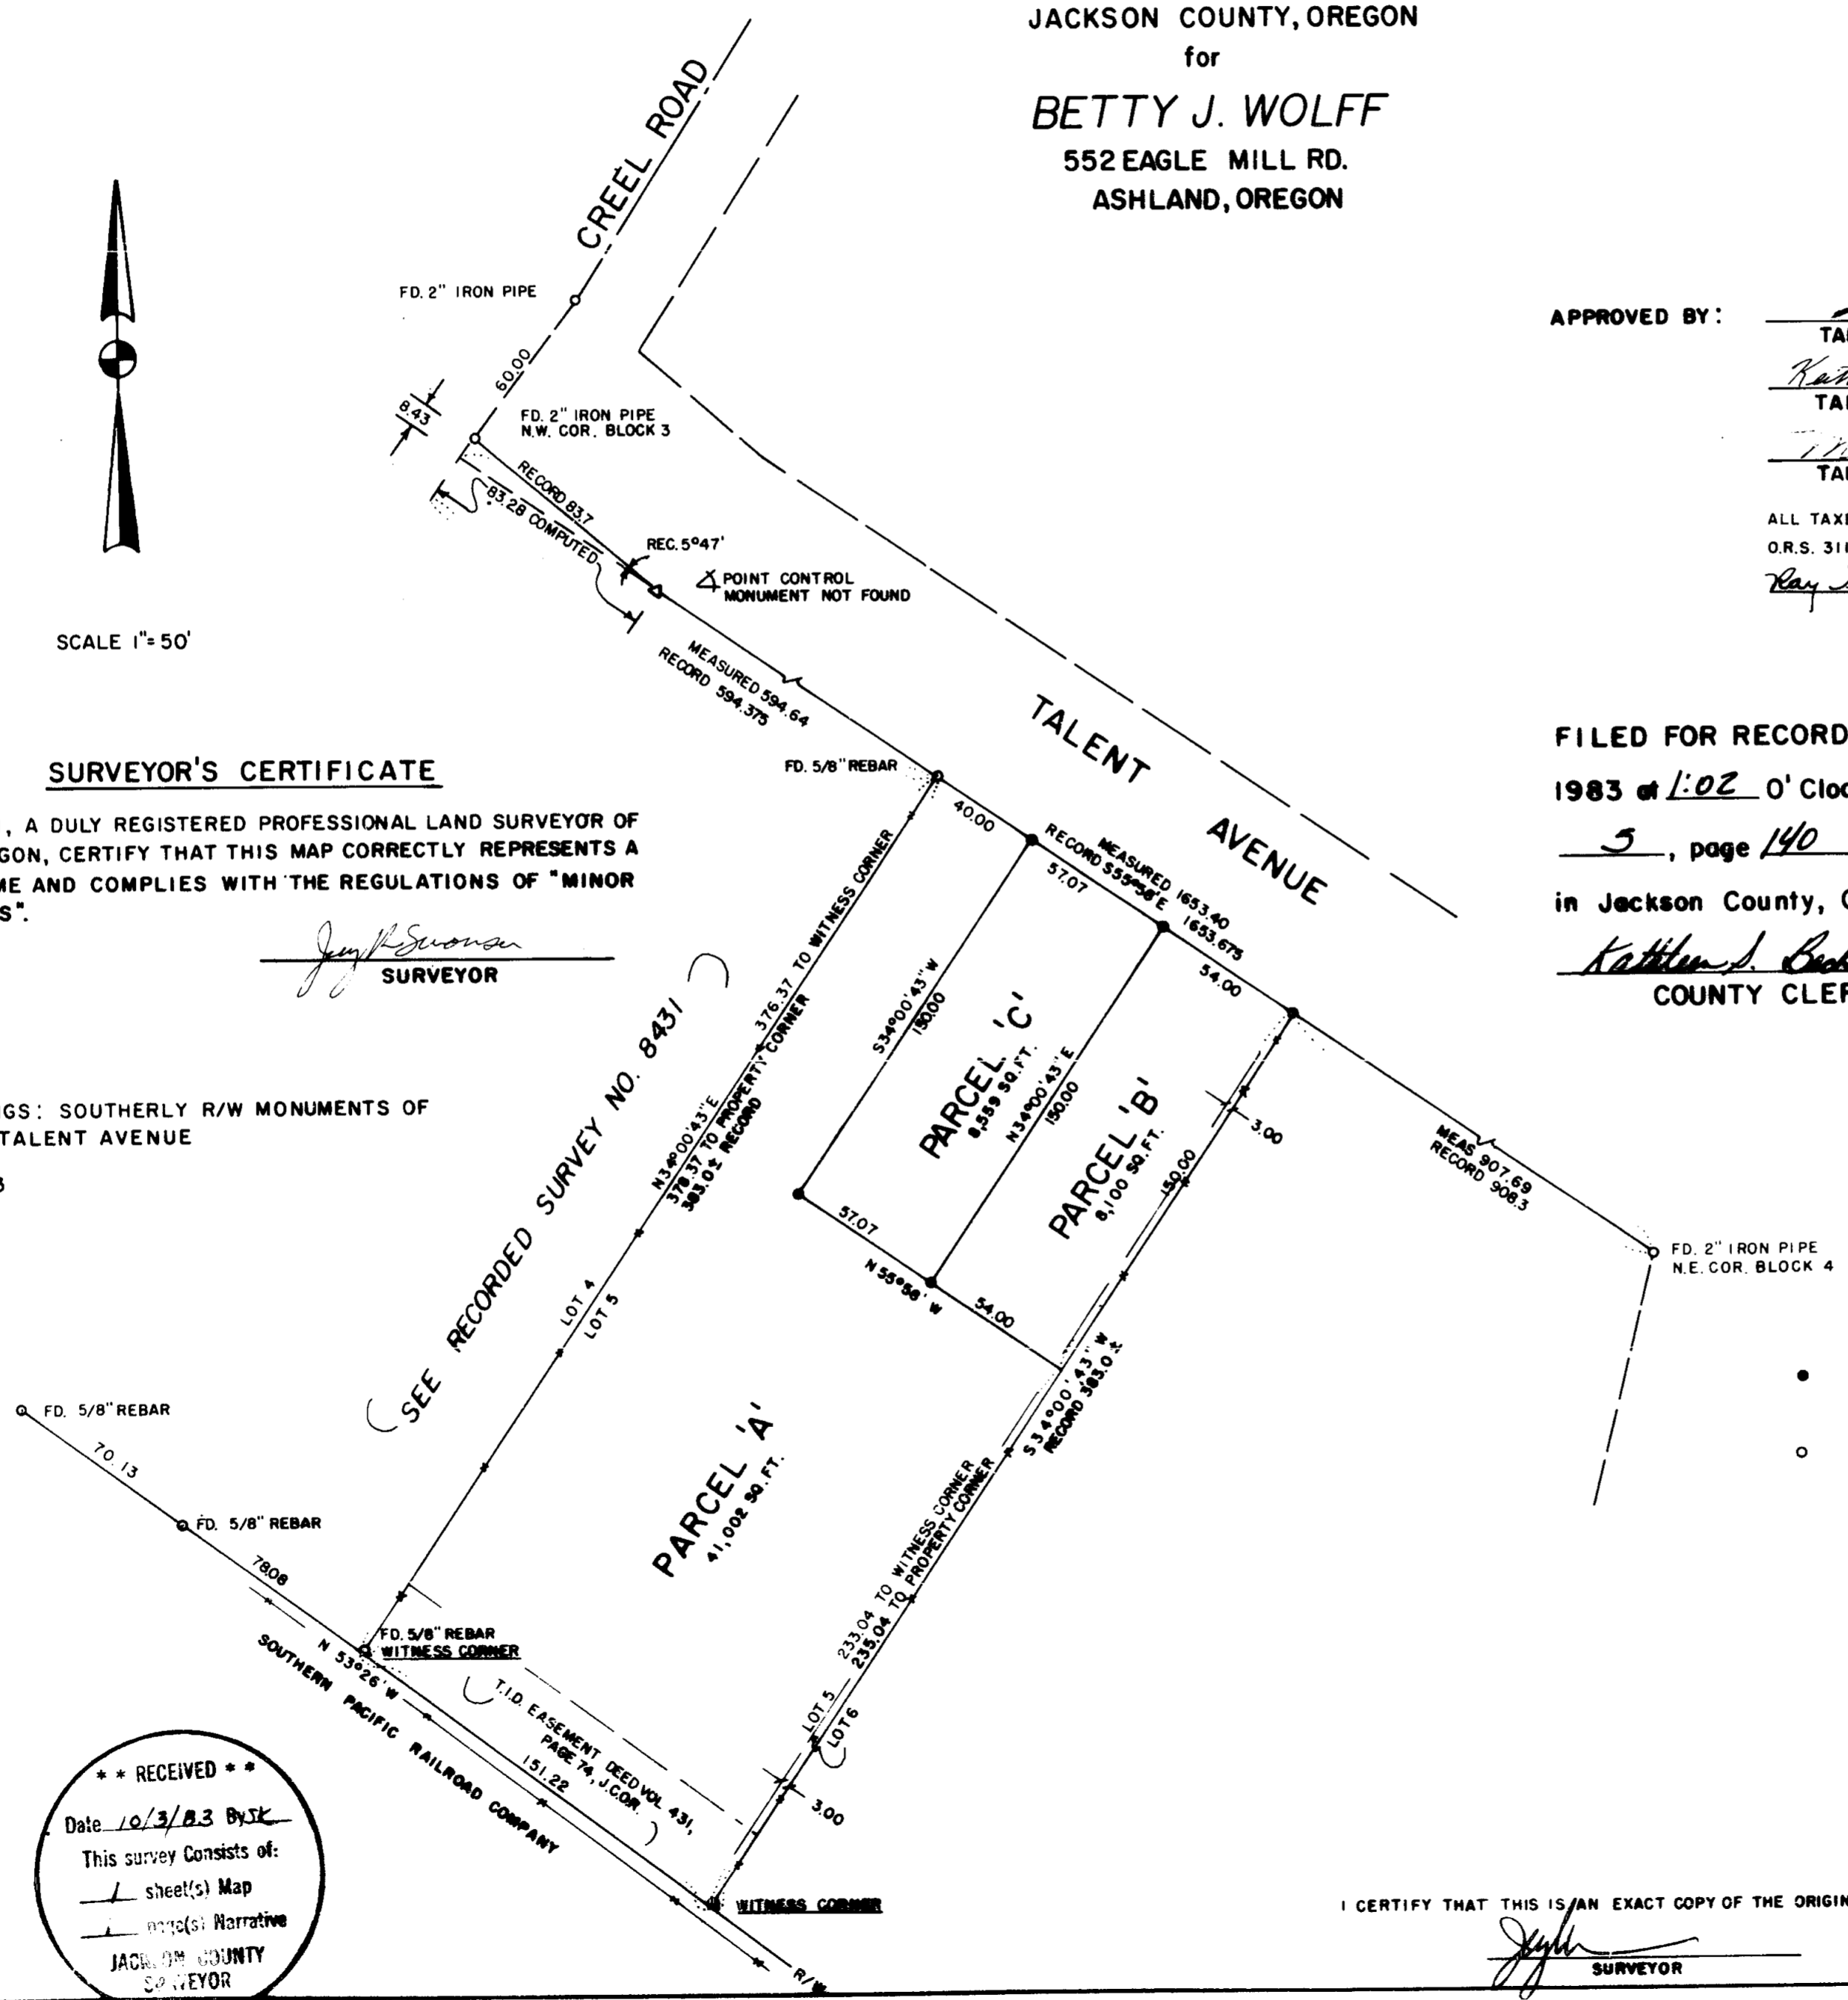 JACKSON COUNTY, OREGON
for
BETTY J. WOLFF
552 EAGLE MILL RD.
ASHLAND, OREGON
CREEL ROAD
FD. 2" IRON PIPE
60.00
8.43
FD. 2" IRON PIPE
N.W. COR. BLOCK 3
RECORD 83.7
83.28 COMPUTED
REC. 5°47'
POINT CONTROL
MONUMENT NOT FOUND
SCALE 1"= 50'
MEASURED 594.64
RECORD 594.375
APPROVED BY:
TA
TA
TA
ALL TAX
O.R.S. 311
Ray
TALENT AVENUE
FILED FOR RECORD
1983 at 1:02 O' Cloc
5, page 140
in Jackson County, O
Kathleen S. Beck
COUNTY CLER
SURVEYOR'S CERTIFICATE
, A DULY REGISTERED PROFESSIONAL LAND SURVEYOR OF
GON, CERTIFY THAT THIS MAP CORRECTLY REPRESENTS A
ME AND COMPLIES WITH THE REGULATIONS OF "MINOR
S".
SURVEYOR
FD. 5/8" REBAR
40.00
MEASURED 1653.40
RECORD S55°58'E 1653.675
57.07
54.00
376.37 TO WITNESS CORNER
N34°00'43"E
378.37 TO PROPERTY CORNER
383.0± RECORD
SEE RECORDED SURVEY NO. 8431
S34°00'43"W
150.00
PARCEL 'C'
8,559 SQ. FT.
N34°00'43"E
150.00
PARCEL 'B'
8,100 SQ. FT.
150.00
3.00
MEAS 907.69
RECORD 908.3
FD. 2" IRON PIPE
N.E. COR. BLOCK 4
NGS: SOUTHERLY R/W MONUMENTS OF
TALENT AVENUE
3
57.07
N 55°58' W
54.00
LOT 4
LOT 5
S 34°00'43" W
RECORD 383.0±
FD. 5/8" REBAR
70.13
FD. 5/8" REBAR
78.08
PARCEL 'A'
41,002 SQ. FT.
233.04 TO WITNESS CORNER
235.04 TO PROPERTY CORNER
FD. 5/8" REBAR
WITNESS CORNER
N 53°26' W
SOUTHERN PACIFIC RAILROAD COMPANY
T.I.D. EASEMENT DEED VOL 431,
PAGE 74, J.C.O.R.
151.22
LOT 5
LOT 6
3.00
WITNESS CORNER
R/W
* * RECEIVED * *
Date 10/3/83 By SK
This survey Consists of:
1 sheet(s) Map
1 page(s) Narrative
JACKSON COUNTY
SURVEYOR
I CERTIFY THAT THIS IS AN EXACT COPY OF THE ORIGIN
SURVEYOR